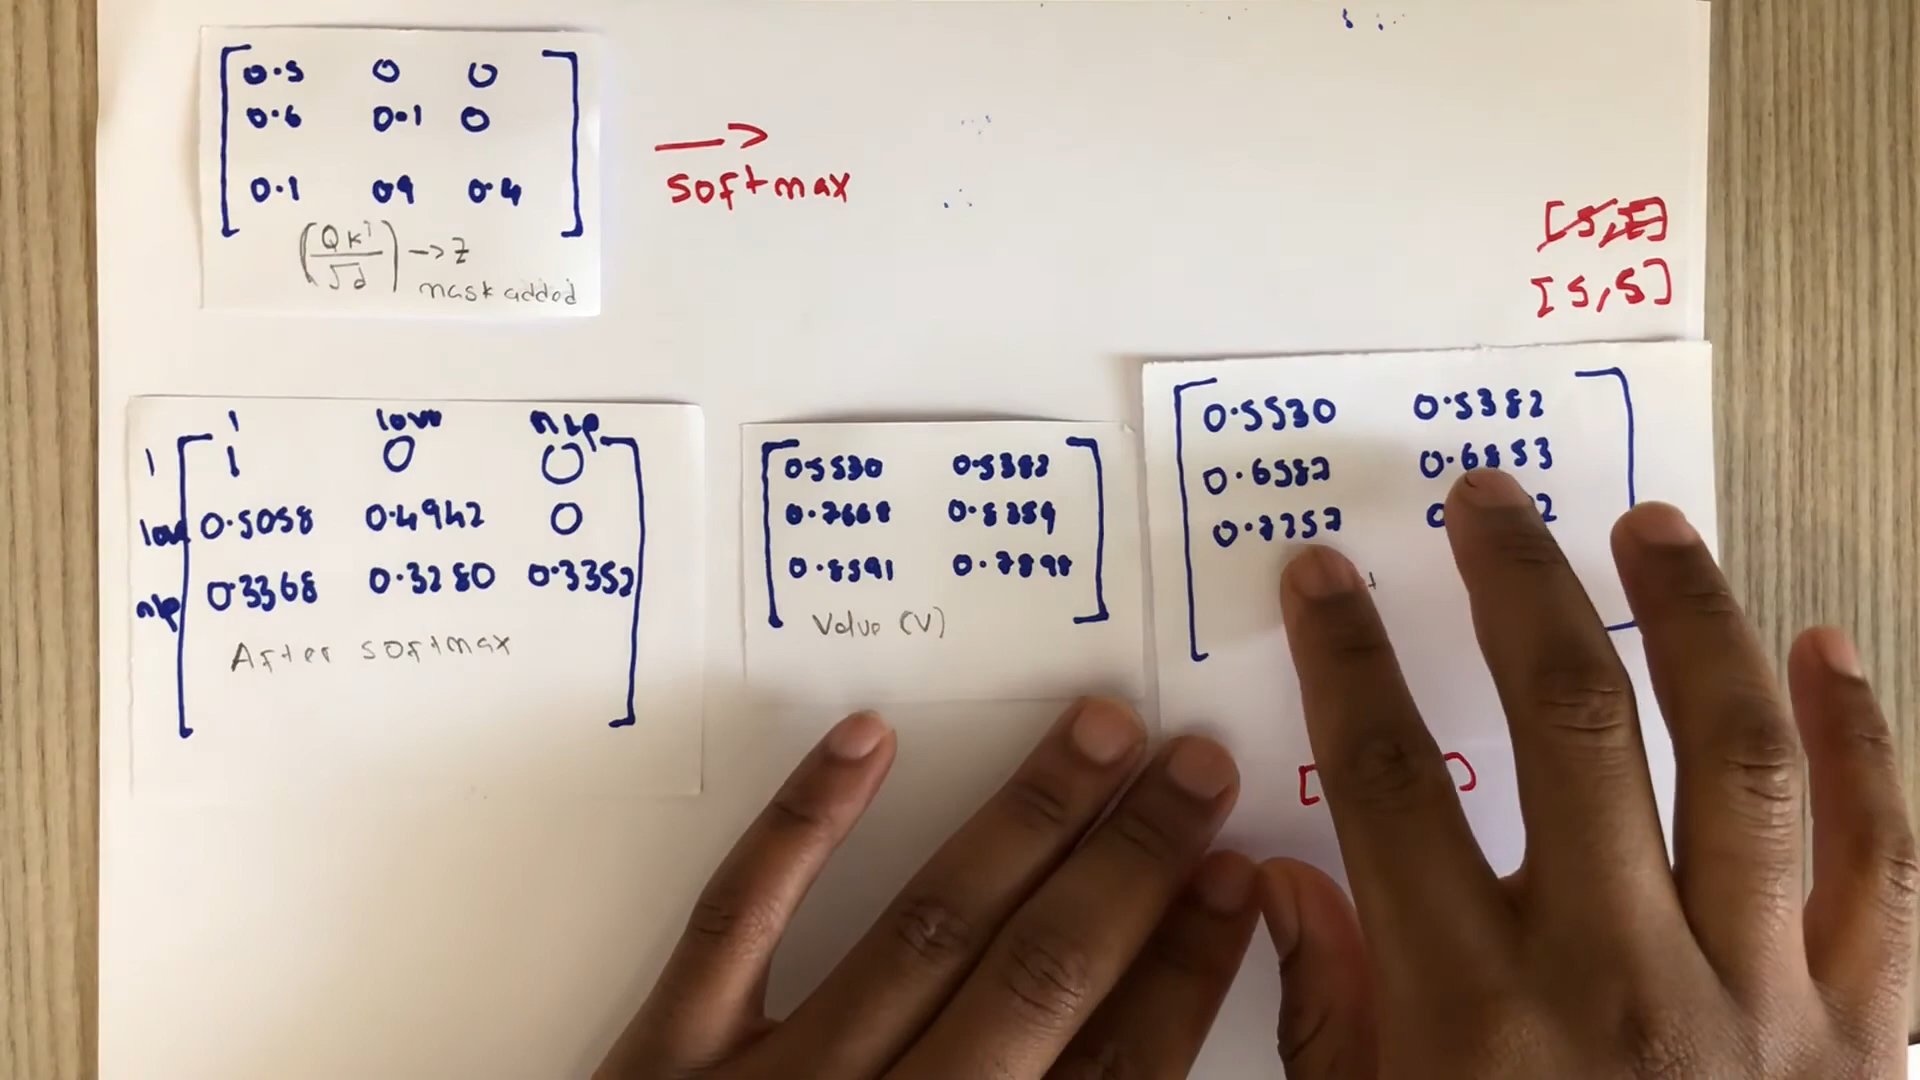 0.5 0 0
0.6 0.1 0
0.1 0.9 0.4
(QKᵀ/√d) -> Z
mask added
->
softmax
[S,E]
[S,S]
i love nlp
i 1 0 0
love 0.5058 0.4942 0
nlp 0.3368 0.3280 0.3352
After softmax
0.5530 0.5382
0.7668 0.8359
0.8591 0.7898
Value (V)
0.5530 0.5382
0.6582 0.6853
0.7257